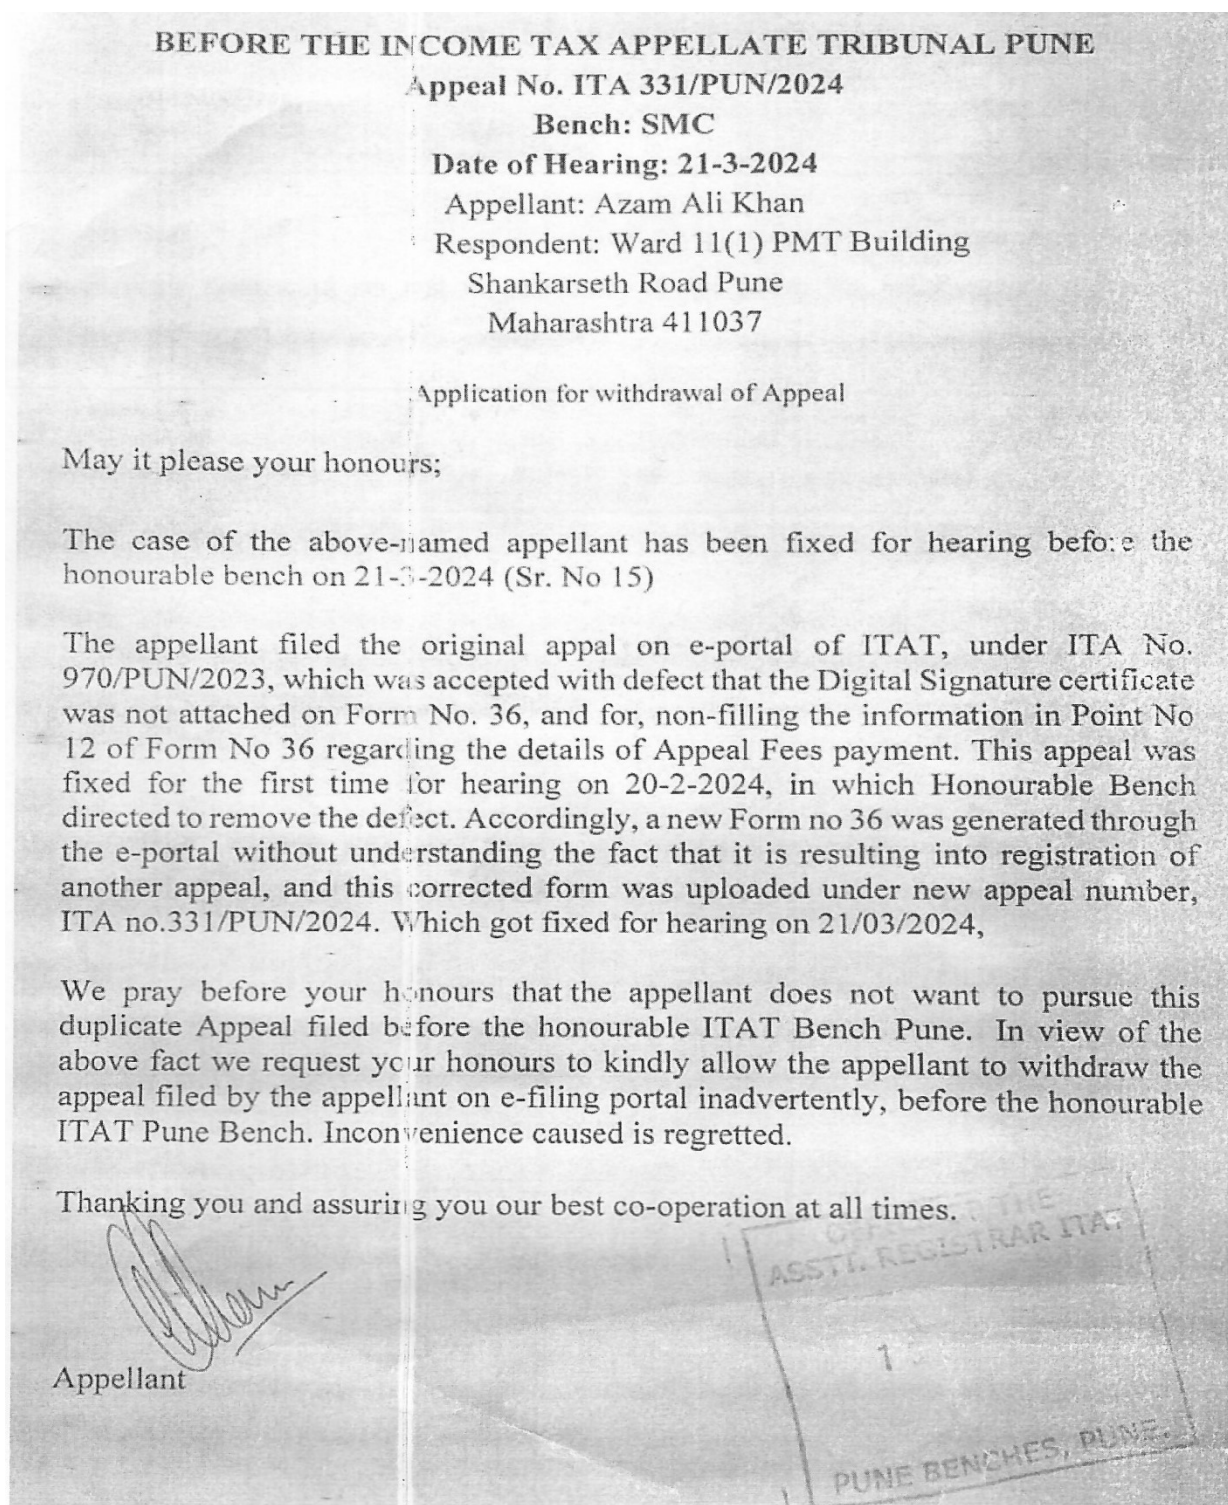 BEFORE THE INCOME TAX APPELLATE TRIBUNAL PUNE
Appeal No. ITA 331/PUN/2024
Bench: SMC
Date of Hearing: 21-3-2024
Appellant: Azam Ali Khan
Respondent: Ward 11(1) PMT Building
Shankarseth Road Pune
Maharashtra 411037
Application for withdrawal of Appeal
May it please your honours;
The case of the above-named appellant has been fixed for hearing before the
honourable bench on 21-3-2024 (Sr. No 15)
The appellant filed the original appal on e-portal of ITAT, under ITA No.
970/PUN/2023, which was accepted with defect that the Digital Signature certificate
was not attached on Form No. 36, and for, non-filling the information in Point No
12 of Form No 36 regarding the details of Appeal Fees payment. This appeal was
fixed for the first time for hearing on 20-2-2024, in which Honourable Bench
directed to remove the defect. Accordingly, a new Form no 36 was generated through
the e-portal without understanding the fact that it is resulting into registration of
another appeal, and this corrected form was uploaded under new appeal number,
ITA no.331/PUN/2024. Which got fixed for hearing on 21/03/2024,
We pray before your honours that the appellant does not want to pursue this
duplicate Appeal filed before the honourable ITAT Bench Pune. In view of the
above fact we request your honours to kindly allow the appellant to withdraw the
appeal filed by the appellant on e-filing portal inadvertently, before the honourable
ITAT Pune Bench. Inconvenience caused is regretted.
Thanking you and assuring you our best co-operation at all times.
THE
ASSTT. REGISTRAR ITAT
1
Appellant
PUNE BENCHES, PUNE.